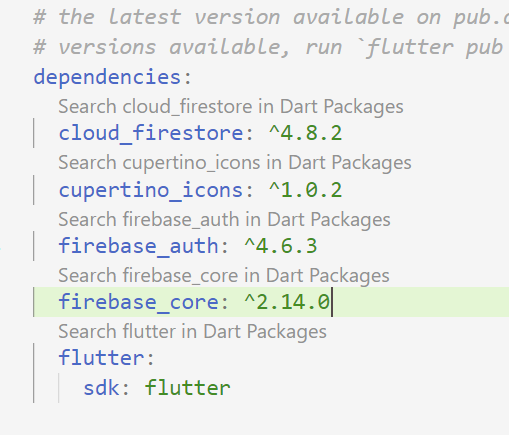 # the latest version available on pub.
# versions available, run `flutter pub
dependencies:
Search cloud_firestore in Dart Packages
cloud_firestore: ^4.8.2
Search cupertino_icons in Dart Packages
cupertino_icons: ^1.0.2
Search firebase_auth in Dart Packages
firebase_auth: ^4.6.3
Search firebase_core in Dart Packages
firebase_core: ^2.14.0
Search flutter in Dart Packages
flutter:
sdk: flutter